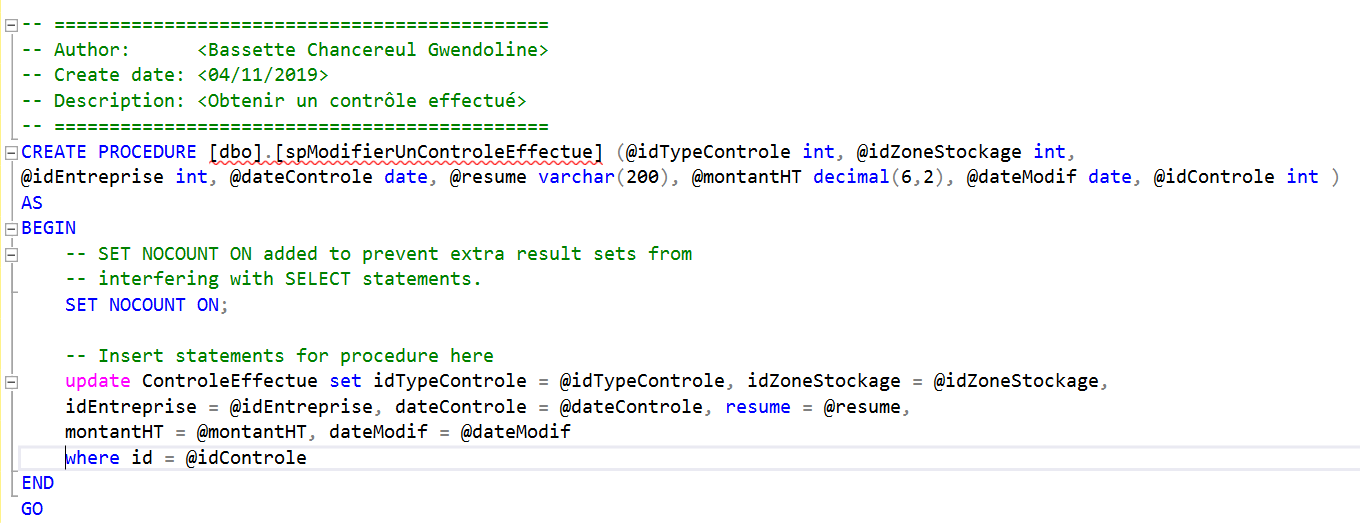 -- =============================================
-- Author:      <Bassette Chancereul Gwendoline>
-- Create date: <04/11/2019>
-- Description: <Obtenir un contrôle effectué>
-- =============================================
CREATE PROCEDURE [dbo].[spModifierUnControleEffectue] (@idTypeControle int, @idZoneStockage int,
@idEntreprise int, @dateControle date, @resume varchar(200), @montantHT decimal(6,2), @dateModif date, @idControle int )
AS
BEGIN
    -- SET NOCOUNT ON added to prevent extra result sets from
    -- interfering with SELECT statements.
    SET NOCOUNT ON;
    -- Insert statements for procedure here
    update ControleEffectue set idTypeControle = @idTypeControle, idZoneStockage = @idZoneStockage,
    idEntreprise = @idEntreprise, dateControle = @dateControle, resume = @resume,
    montantHT = @montantHT, dateModif = @dateModif
    where id = @idControle
END
GO